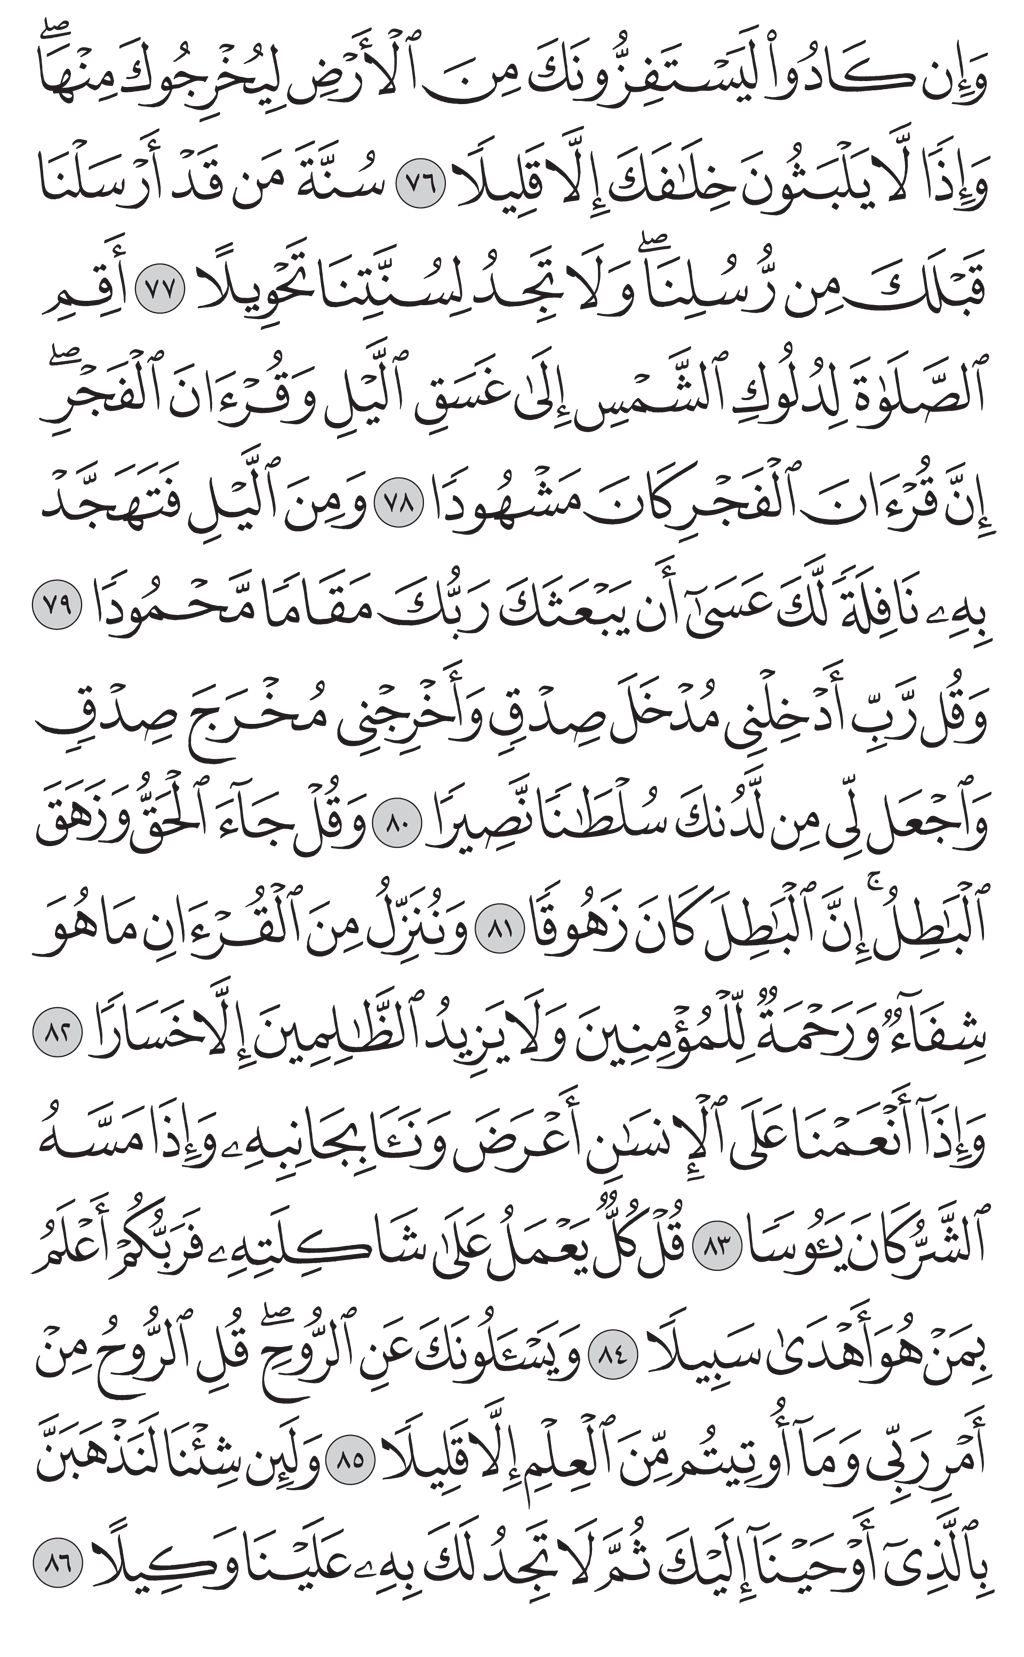 وَإِن كَادُوا۟ لَيَسۡتَفِزُّونَكَ مِنَ ٱلۡأَرۡضِ لِيُخۡرِجُوكَ مِنۡهَاۖ
وَإِذٗا لَّا يَلۡبَثُونَ خِلَٰفَكَ إِلَّا قَلِيلٗا ٧٦ سُنَّةَ مَن قَدۡ أَرۡسَلۡنَا
قَبۡلَكَ مِن رُّسُلِنَاۖ وَلَا تَجِدُ لِسُنَّتِنَا تَحۡوِيلًا ٧٧ أَقِمِ
ٱلصَّلَوٰةَ لِدُلُوكِ ٱلشَّمۡسِ إِلَىٰ غَسَقِ ٱلَّيۡلِ وَقُرۡءَانَ ٱلۡفَجۡرِۖ
إِنَّ قُرۡءَانَ ٱلۡفَجۡرِ كَانَ مَشۡهُودٗا ٧٨ وَمِنَ ٱلَّيۡلِ فَتَهَجَّدۡ
بِهِۦ نَافِلَةٗ لَّكَ عَسَىٰٓ أَن يَبۡعَثَكَ رَبُّكَ مَقَامٗا مَّحۡمُودٗا ٧٩
وَقُل رَّبِّ أَدۡخِلۡنِي مُدۡخَلَ صِدۡقٖ وَأَخۡرِجۡنِي مُخۡرَجَ صِدۡقٖ
وَٱجۡعَل لِّي مِن لَّدُنكَ سُلۡطَٰنٗا نَّصِيرٗا ٨٠ وَقُلۡ جَآءَ ٱلۡحَقُّ وَزَهَقَ
ٱلۡبَٰطِلُۚ إِنَّ ٱلۡبَٰطِلَ كَانَ زَهُوقٗا ٨١ وَنُنَزِّلُ مِنَ ٱلۡقُرۡءَانِ مَا هُوَ
شِفَآءٞ وَرَحۡمَةٞ لِّلۡمُؤۡمِنِينَ وَلَا يَزِيدُ ٱلظَّٰلِمِينَ إِلَّا خَسَارٗا ٨٢
وَإِذَآ أَنۡعَمۡنَا عَلَى ٱلۡإِنسَٰنِ أَعۡرَضَ وَنَـَٔا بِجَانِبِهِۦ وَإِذَا مَسَّهُ
ٱلشَّرُّ كَانَ يَـُٔوسٗا ٨٣ قُلۡ كُلّٞ يَعۡمَلُ عَلَىٰ شَاكِلَتِهِۦ فَرَبُّكُمۡ أَعۡلَمُ
بِمَنۡ هُوَ أَهۡدَىٰ سَبِيلٗا ٨٤ وَيَسۡـَٔلُونَكَ عَنِ ٱلرُّوحِۖ قُلِ ٱلرُّوحُ مِنۡ
أَمۡرِ رَبِّي وَمَآ أُوتِيتُم مِّنَ ٱلۡعِلۡمِ إِلَّا قَلِيلٗا ٨٥ وَلَئِن شِئۡنَا لَنَذۡهَبَنَّ
بِٱلَّذِيٓ أَوۡحَيۡنَآ إِلَيۡكَ ثُمَّ لَا تَجِدُ لَكَ بِهِۦ عَلَيۡنَا وَكِيلًا ٨٦